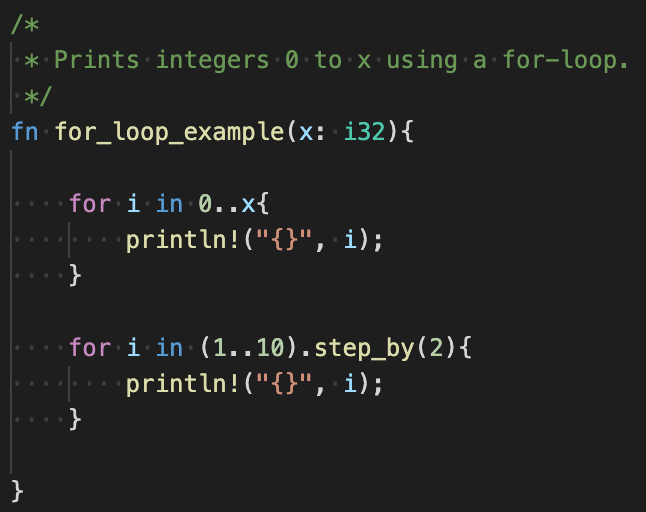 /*
 * Prints integers 0 to x using a for-loop.
 */
fn for_loop_example(x: i32){

    for i in 0..x{
        println!("{}", i);
    }

    for i in (1..10).step_by(2){
        println!("{}", i);
    }

}